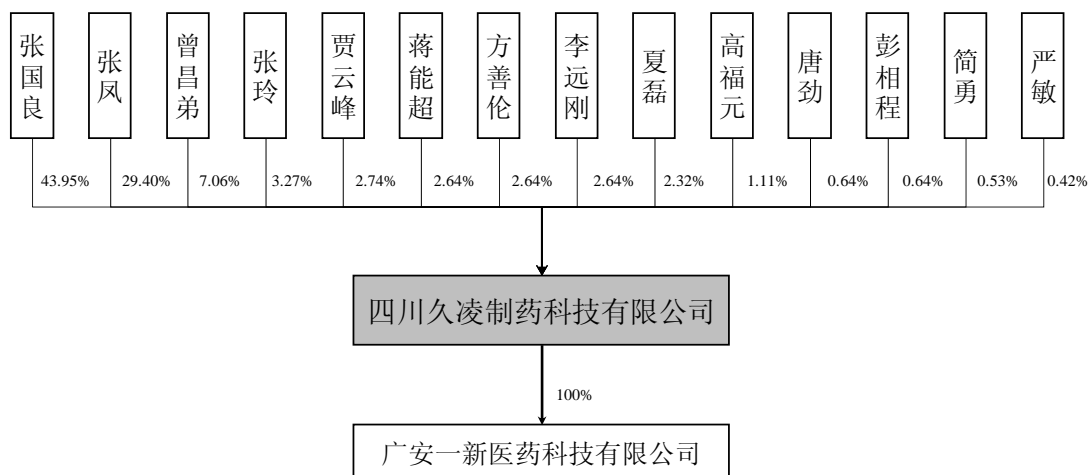 张国良
张凤
曾昌弟
张玲
贾云峰
蒋能超
方善伦
李远刚
夏磊
高福元
唐劲
彭相程
简勇
严敏
43.95%
29.40%
7.06%
3.27%
2.74%
2.64%
2.64%
2.64%
2.32%
1.11%
0.64%
0.64%
0.53%
0.42%
四川久凌制药科技有限公司
100%
广安一新医药科技有限公司